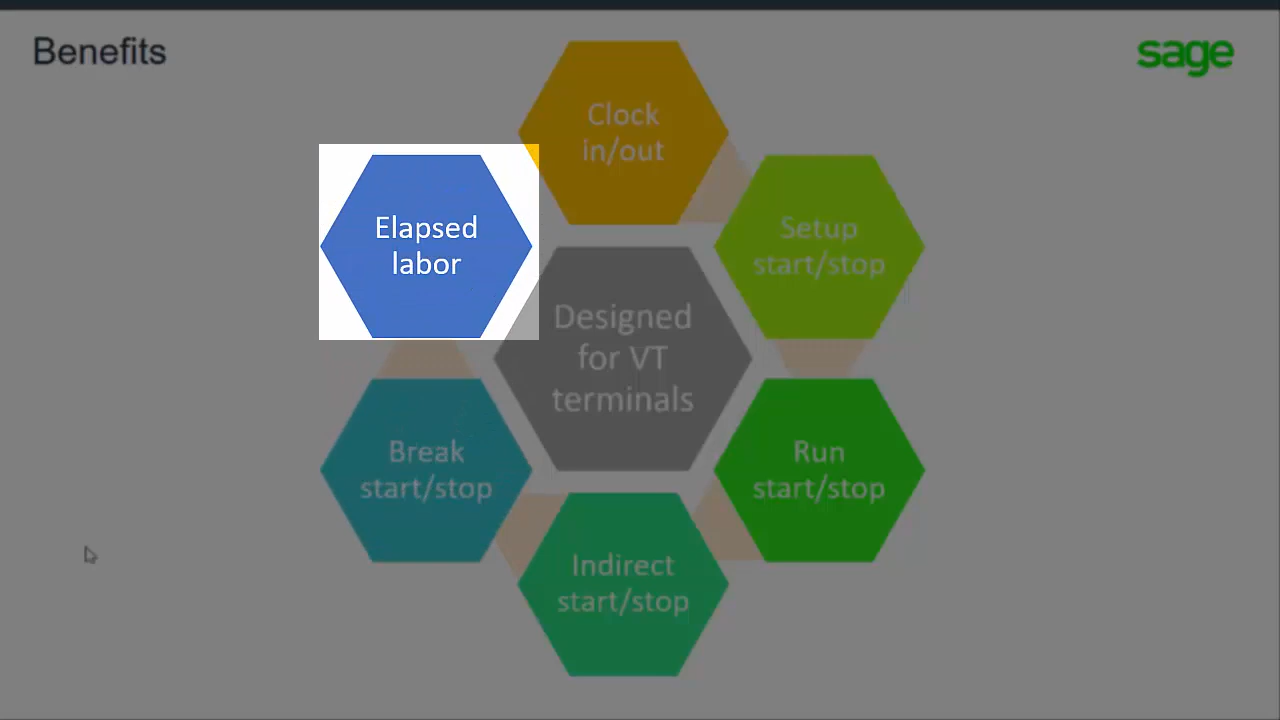 Benefits
sage
Clock
in/out
Elapsed
labor
Setup
start/stop
Designed
for VT
terminals
Break
start/stop
Run
start/stop
Indirect
start/stop